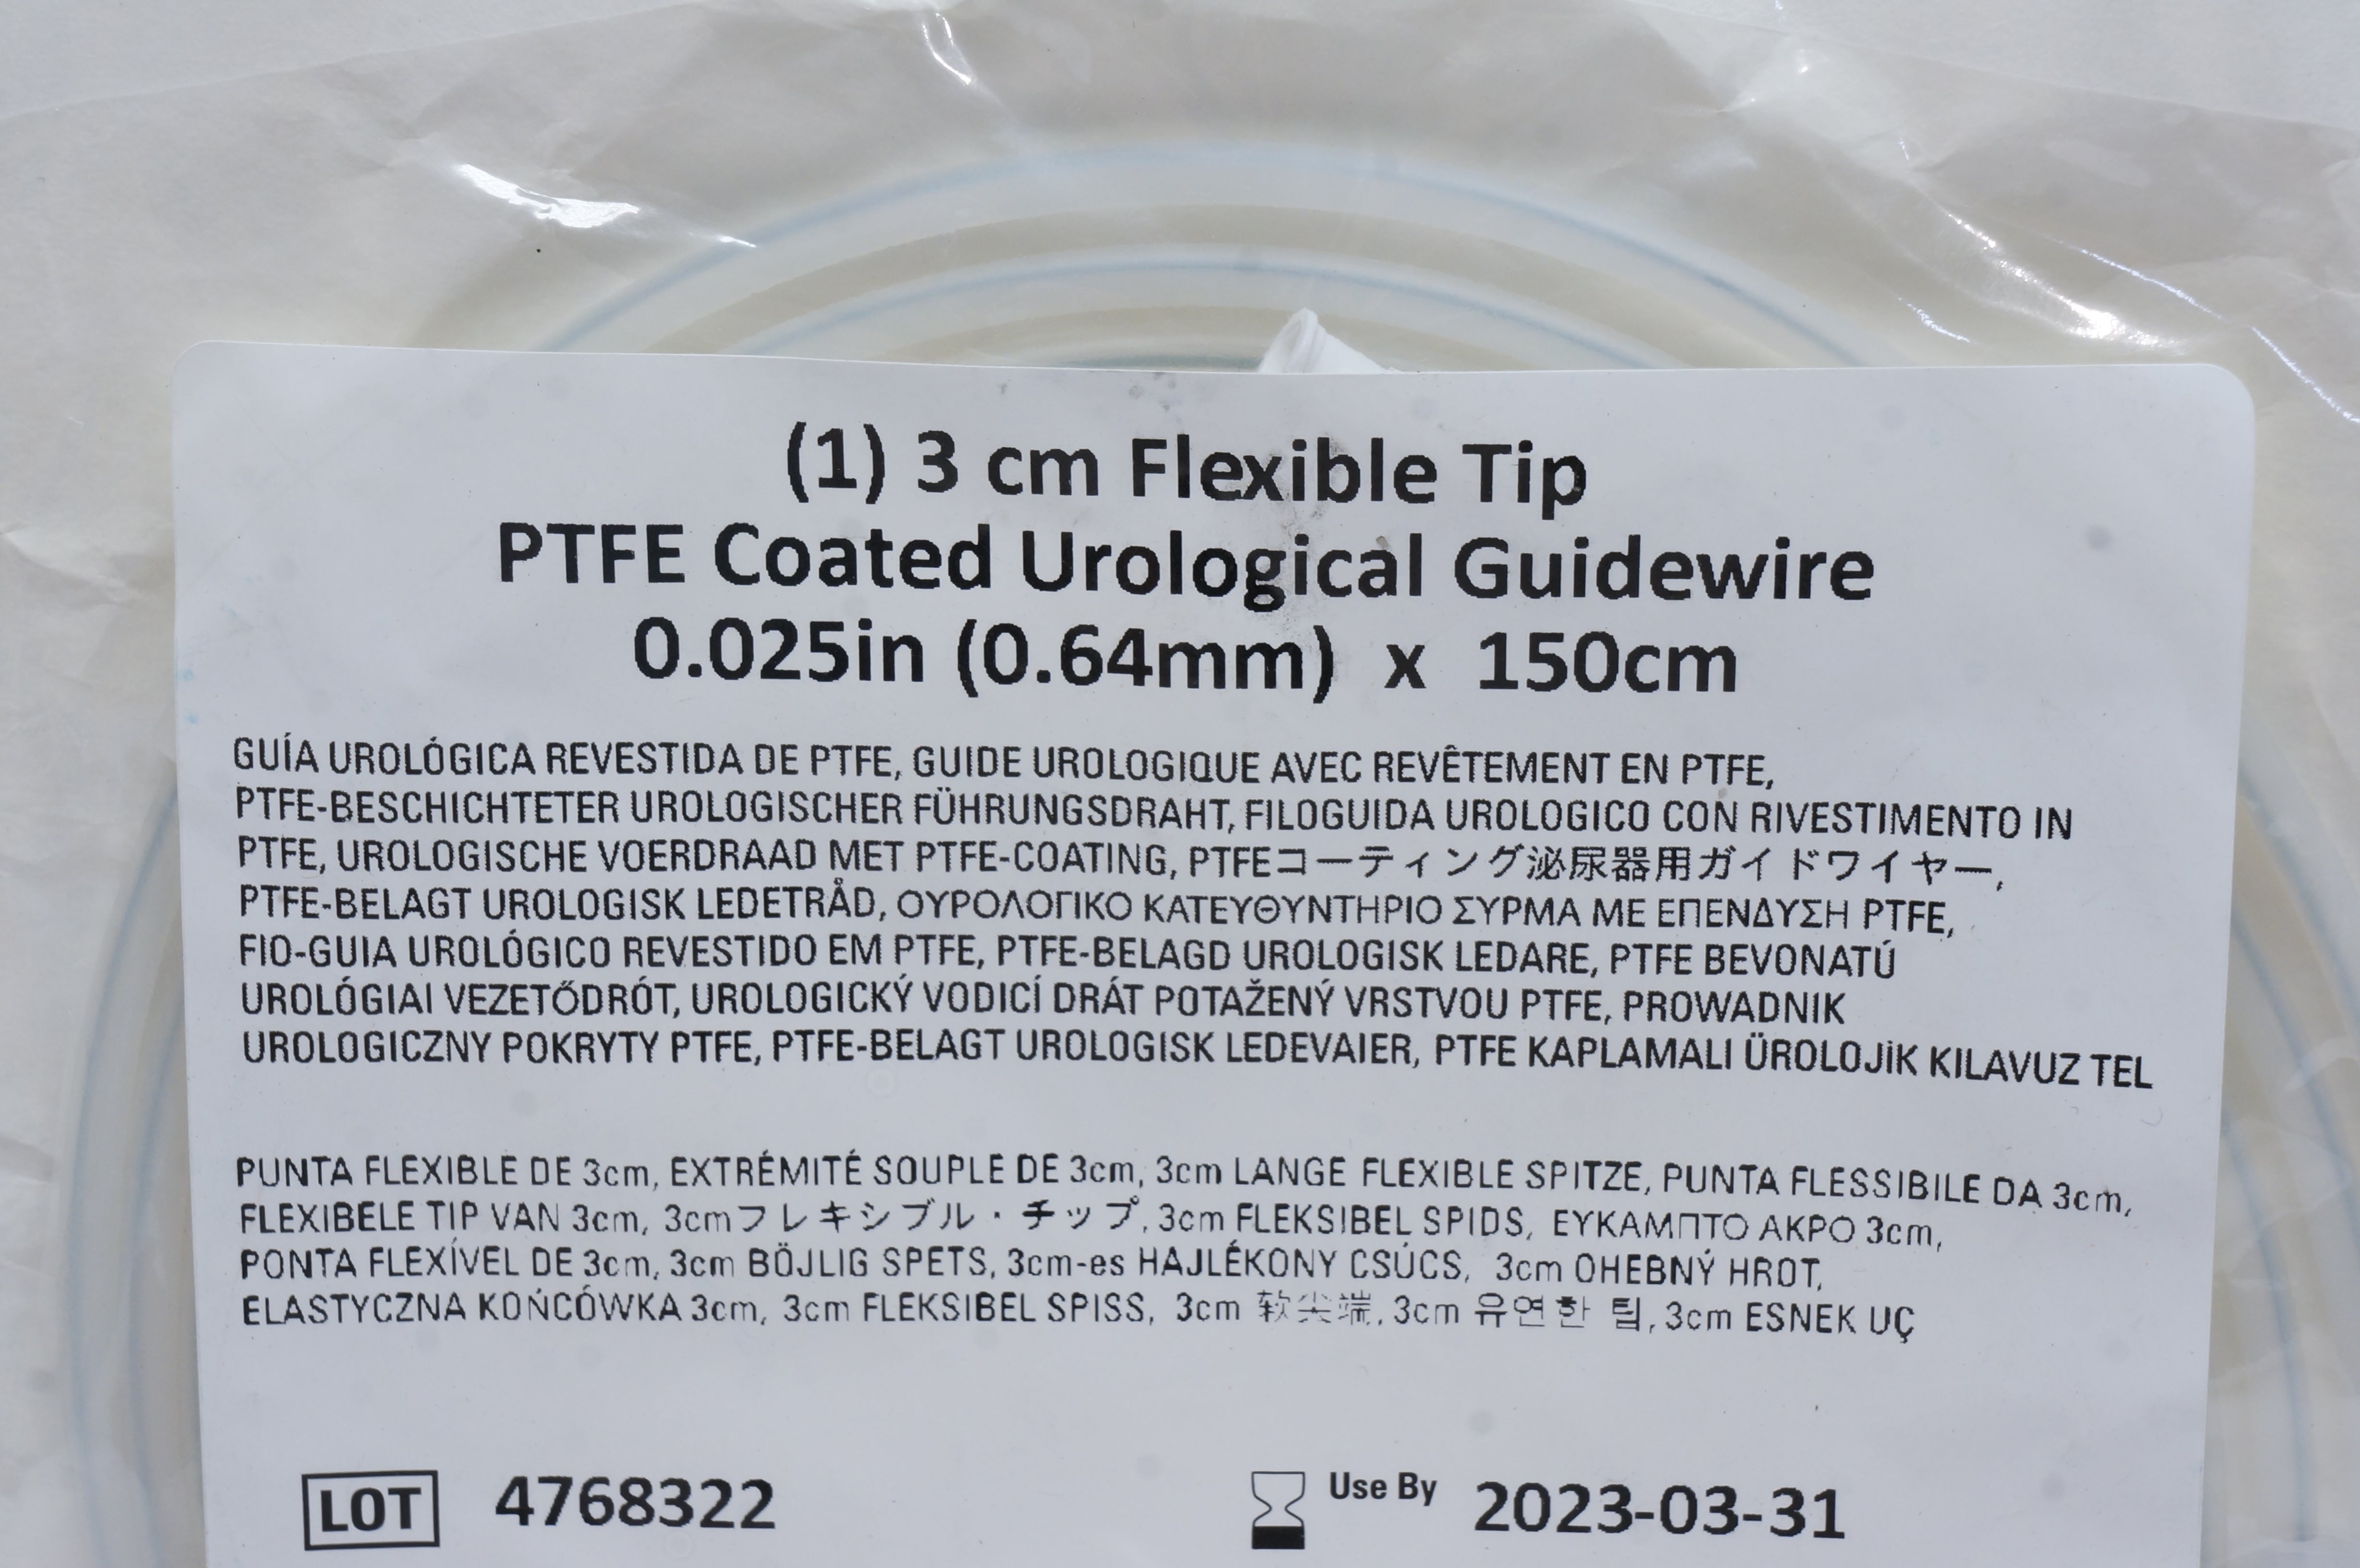 (1) 3 cm Flexible Tip
PTFE Coated Urological Guidewire
0.025in (0.64mm) x 150cm
GUÍA UROLÓGICA REVESTIDA DE PTFE, GUIDE UROLOGIQUE AVEC REVÊTEMENT EN PTFE,
PTFE-BESCHICHTETER UROLOGISCHER FÜHRUNGSDRAHT, FILOGUIDA UROLOGICO CON RIVESTIMENTO IN
PTFE, UROLOGISCHE VOERDRAAD MET PTFE-COATING, PTFEコーティング泌尿器用ガイドワイヤー,
PTFE-BELAGT UROLOGISK LEDETRÅD, ΟΥΡΟΛΟΓΙΚΟ ΚΑΤΕΥΘΥΝΤΗΡΙΟ ΣΥΡΜΑ ΜΕ ΕΠΕΝΔΥΣΗ PTFE,
FIO-GUIA UROLÓGICO REVESTIDO EM PTFE, PTFE-BELAGD UROLOGISK LEDARE, PTFE BEVONATÚ
UROLÓGIAI VEZETŐDRÓT, UROLOGICKÝ VODICÍ DRÁT POTAŽENÝ VRSTVOU PTFE, PROWADNIK
UROLOGICZNY POKRYTY PTFE, PTFE-BELAGT UROLOGISK LEDEVAIER, PTFE KAPLAMALI ÜROLOJİK KILAVUZ TEL
PUNTA FLEXIBLE DE 3cm, EXTRÉMITÉ SOUPLE DE 3cm, 3cm LANGE FLEXIBLE SPITZE, PUNTA FLESSIBILE DA 3cm,
FLEXIBELE TIP VAN 3cm, 3cmフレキシブル・チップ, 3cm FLEKSIBEL SPIDS, ΕΥΚΑΜΠΤΟ ΑΚΡΟ 3cm,
PONTA FLEXÍVEL DE 3cm, 3cm BÖJLIG SPETS, 3cm-es HAJLÉKONY CSÚCS, 3cm OHEBNÝ HROT,
ELASTYCZNA KOŃCÓWKA 3cm, 3cm FLEKSIBEL SPISS, 3cm 软尖端, 3cm 유연한 팁, 3cm ESNEK UÇ
LOT 4768322 Use By 2023-03-31